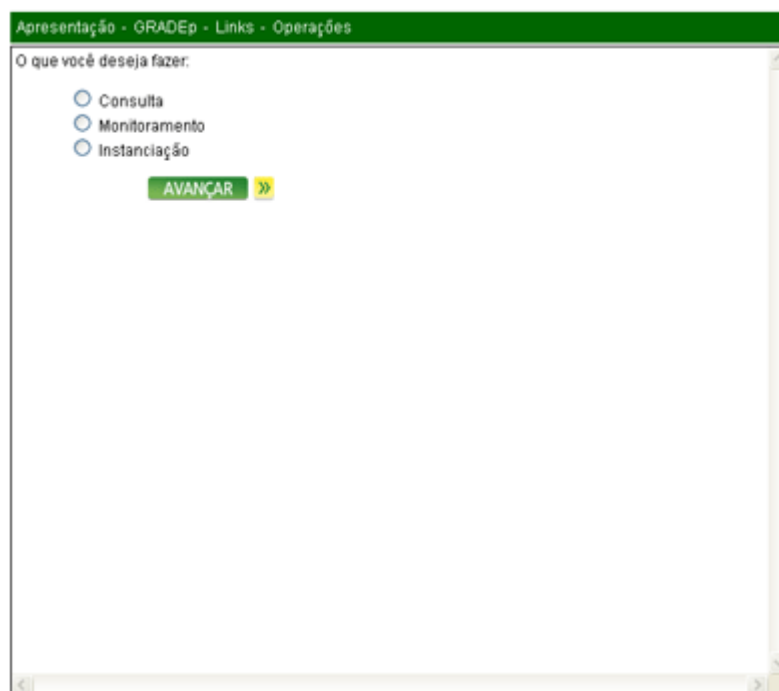 Apresentação - GRADEp - Links - Operações
O que você deseja fazer:
Consulta
Monitoramento
Instanciação
AVANÇAR »